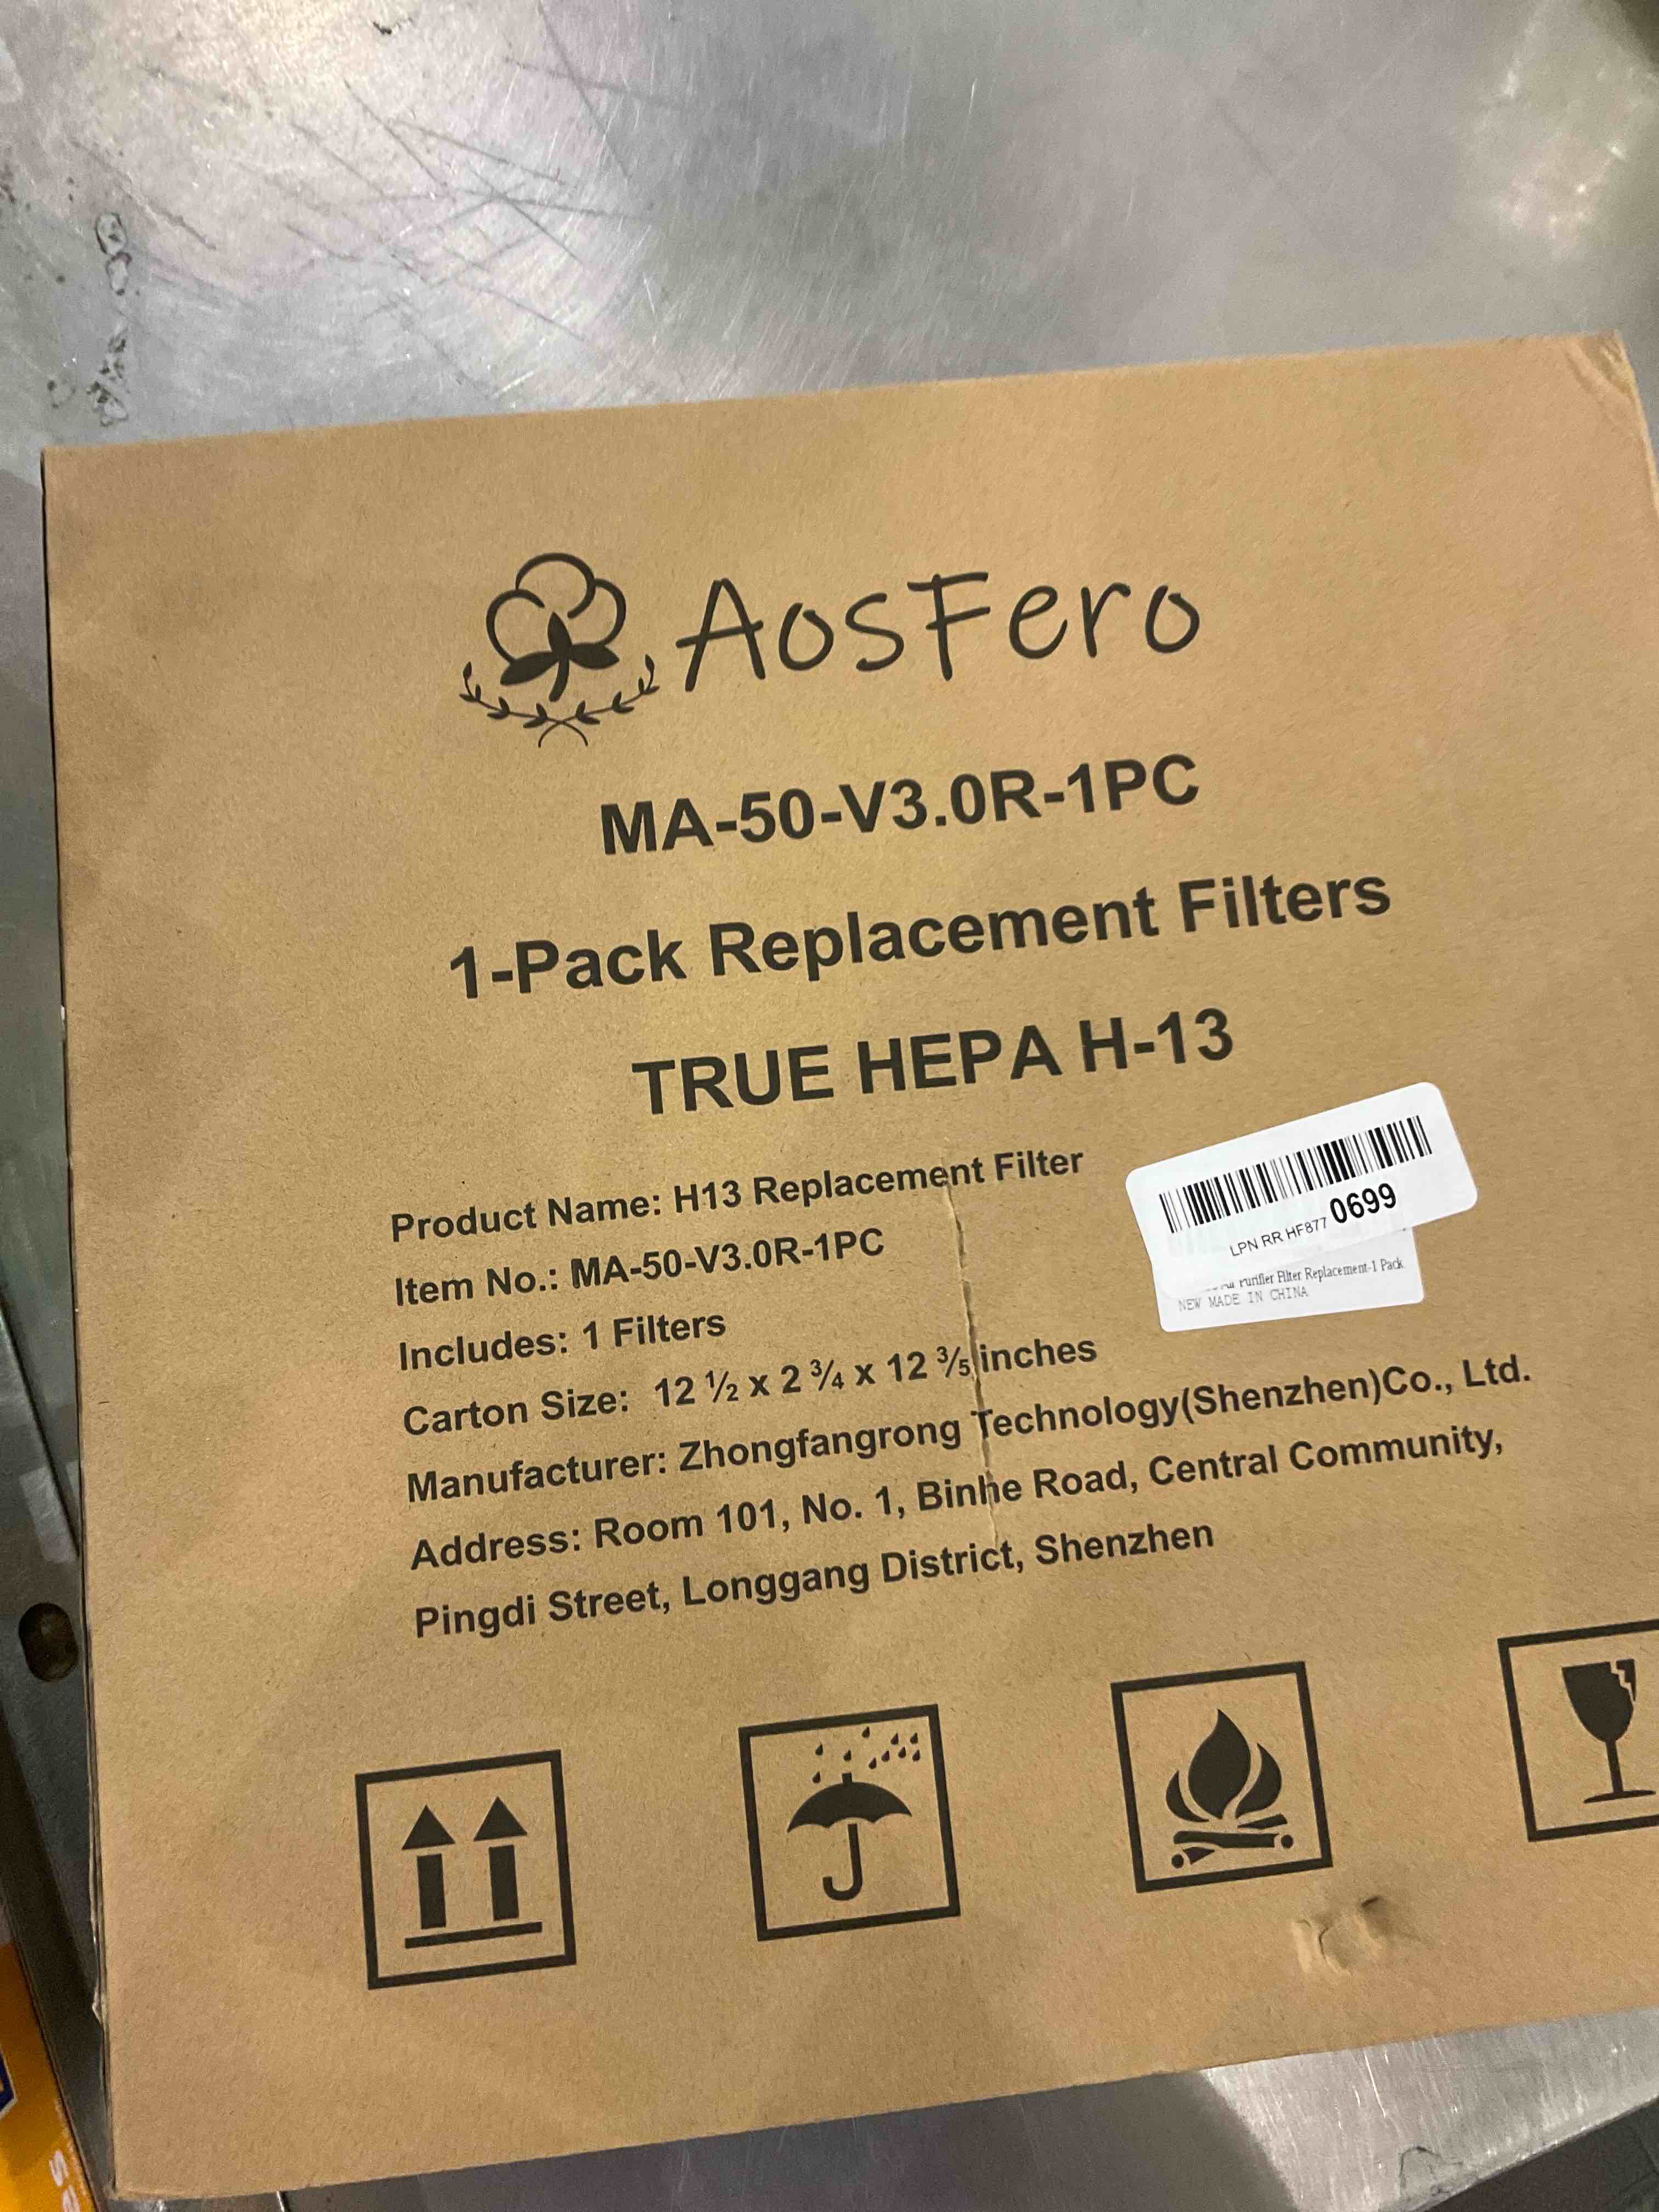 AosFero
MA-50-V3.0R-1PC
1-Pack Replacement Filters
TRUE HEPA H-13
Product Name: H13 Replacement Filter
Item No.: MA-50-V3.0R-1PC
Includes: 1 Filters
Carton Size: 12 ½ x 2 ¾ x 12 ⅗ inches
Manufacturer: Zhongfangrong Technology(Shenzhen)Co., Ltd.
Address: Room 101, No. 1, Binhe Road, Central Community,
Pingdi Street, Longgang District, Shenzhen
LPN RR HF877 0699
Purifier Filter Replacement-1 Pack
NEW MADE IN CHINA